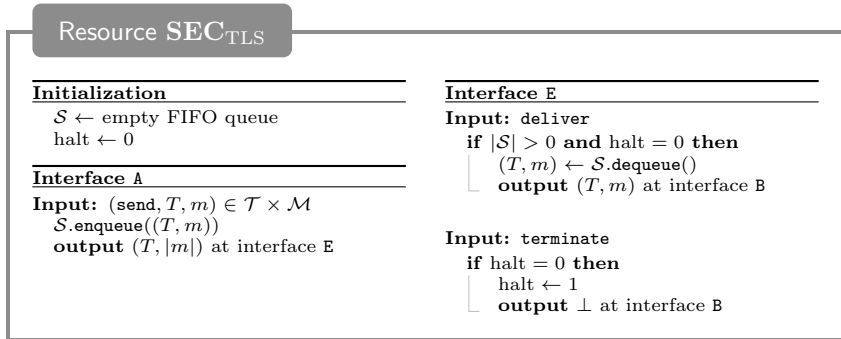 Resource SEC_TLS
Initialization
𝒮 ← empty FIFO queue
halt ← 0
Interface A
Input: (send, T, m) ∈ 𝒯 × ℳ
𝒮.enqueue((T, m))
output (T, |m|) at interface E
Interface E
Input: deliver
if |𝒮| > 0 and halt = 0 then
(T, m) ← 𝒮.dequeue()
output (T, m) at interface B
Input: terminate
if halt = 0 then
halt ← 1
output ⊥ at interface B